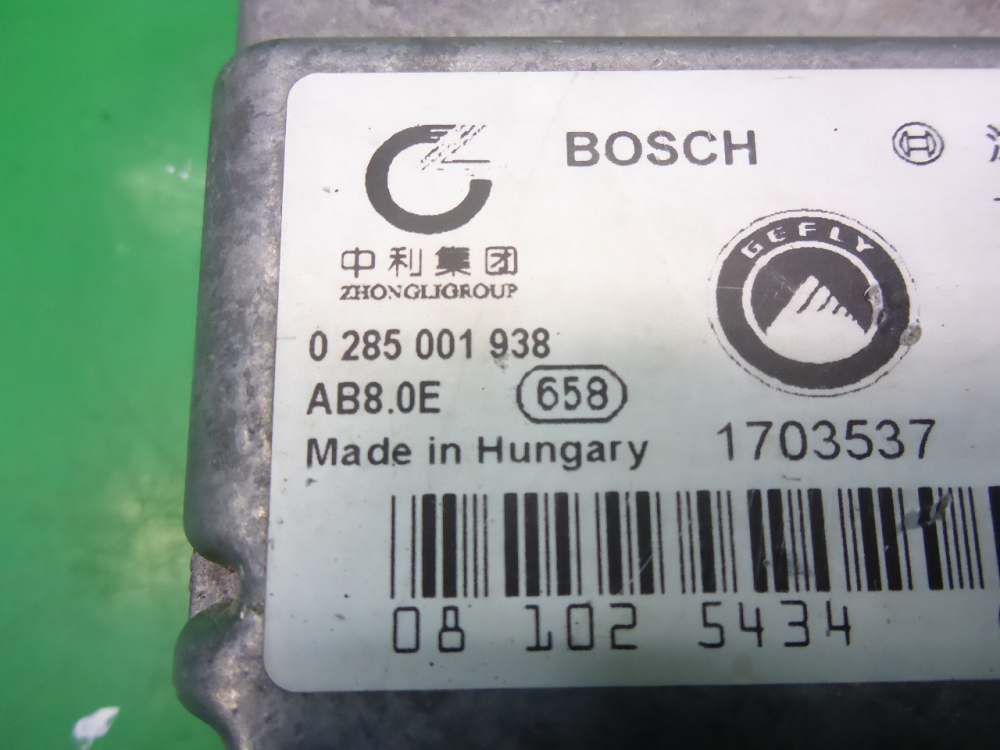 BOSCH
GEFLY
中利集团
ZHONGLIGROUP
0 285 001 938
AB8.0E 658
Made in Hungary 1703537
08 102 5434